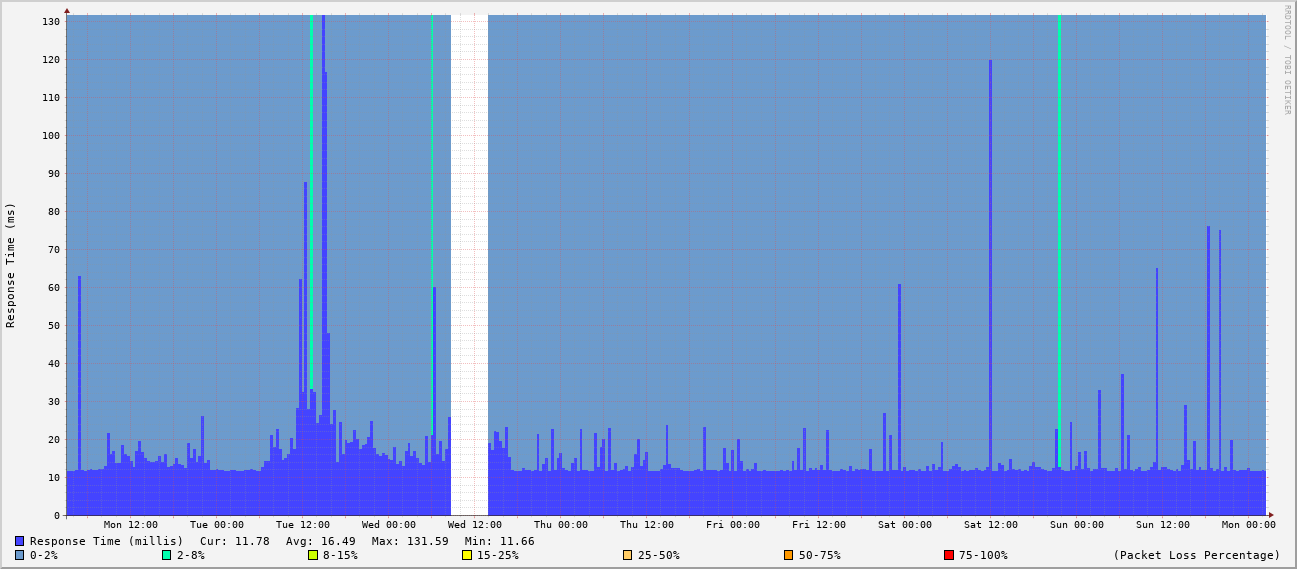 RRDTOOL / TOBI OETIKER
Response Time (ms)
130
120
110
100
90
80
70
60
50
40
30
20
10
0
Mon 12:00 Tue 00:00 Tue 12:00 Wed 00:00 Wed 12:00 Thu 00:00 Thu 12:00 Fri 00:00 Fri 12:00 Sat 00:00 Sat 12:00 Sun 00:00 Sun 12:00 Mon 00:00
Response Time (millis) Cur: 11.78 Avg: 16.49 Max: 131.59 Min: 11.66
0-2% 2-8% 8-15% 15-25% 25-50% 50-75% 75-100% (Packet Loss Percentage)